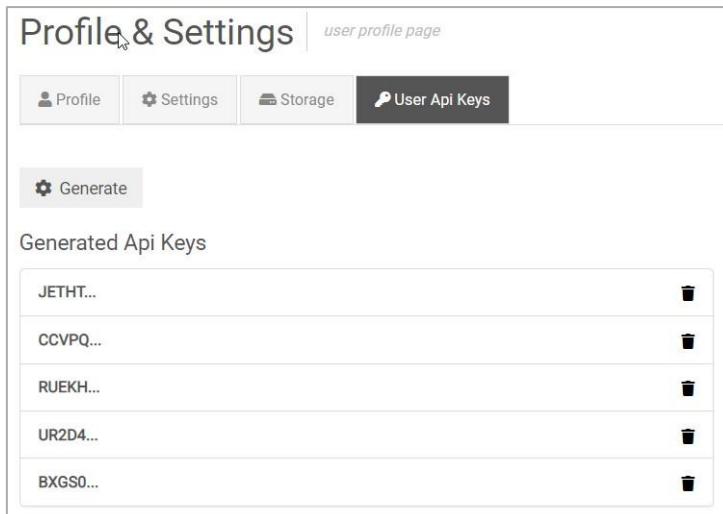 Profile & Settings user profile page
Profile Settings Storage User Api Keys
Generate
Generated Api Keys
JETHT...
CCVPQ...
RUEKH...
UR2D4...
BXGS0...